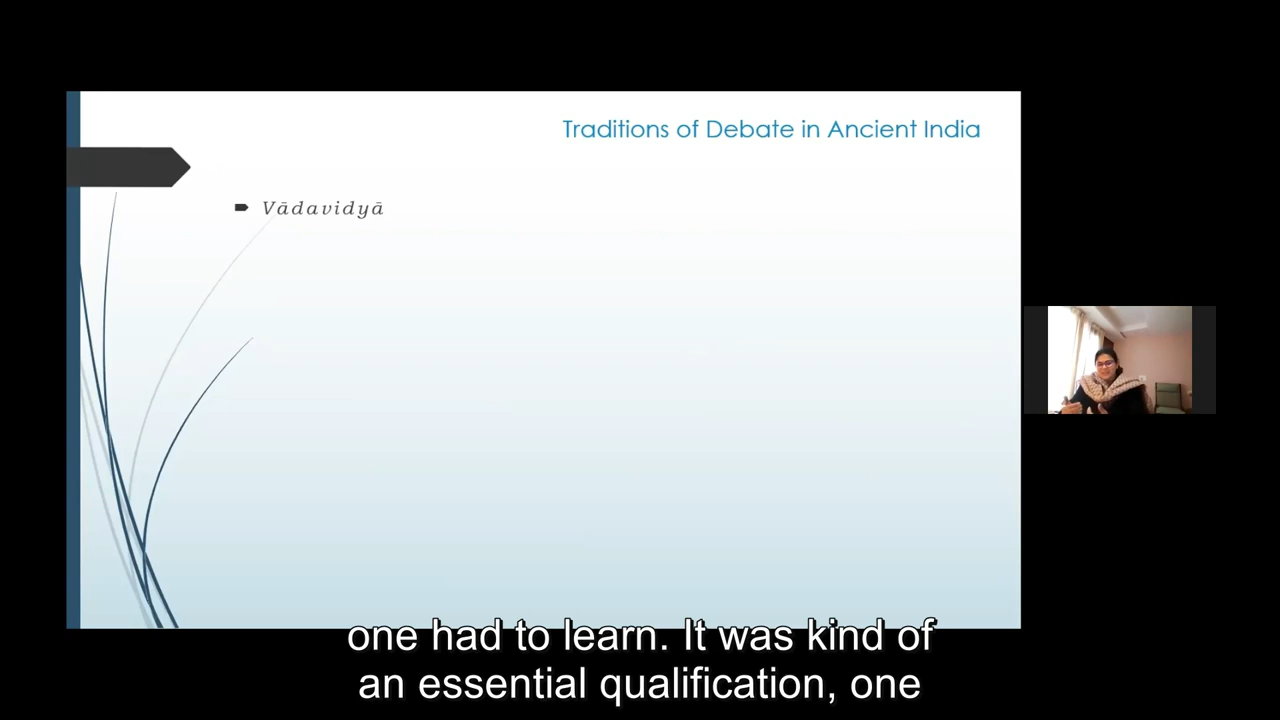 Traditions of Debate in Ancient India
Vādavidyā
one had to learn. It was kind of
an essential qualification, one